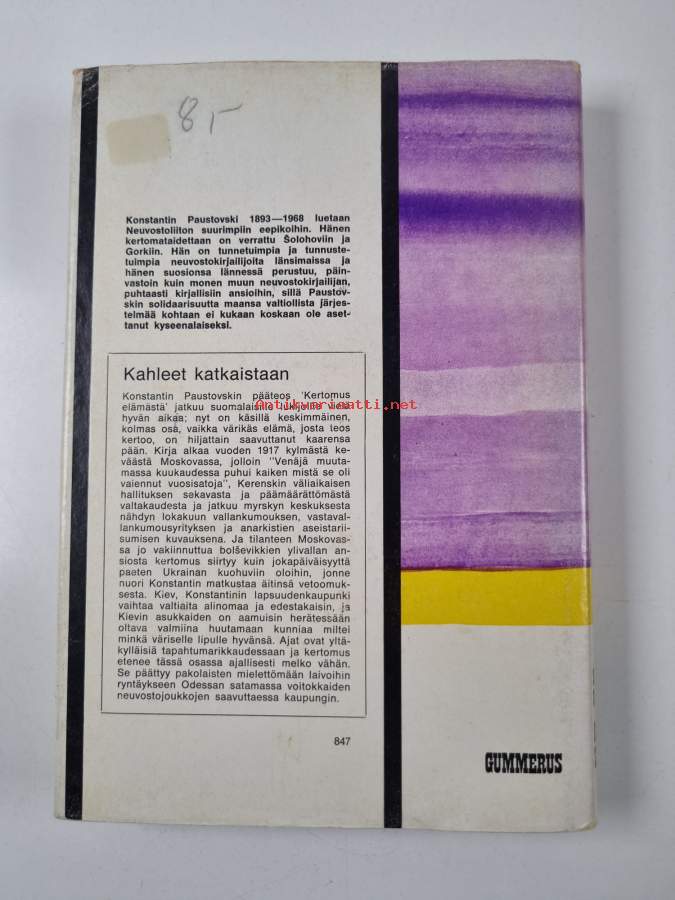 8,-
Konstantin Paustovski 1893—1968 luetaan
Neuvostoliiton suurimpiin eepikoihin. Hänen
kertomataidettaan on verrattu Šolohoviin ja
Gorkiin. Hän on tunnetuimpia ja tunnuste-
tuimpia neuvostokirjailijoita länsimaissa ja
hänen suosionsa lännessä perustuu, päin-
vastoin kuin monen muun neuvostokirjailijan,
puhtaasti kirjallisiin ansioihin, sillä Paustov-
skin solidaarisuutta maansa valtiollista järjes-
telmää kohtaan ei kukaan koskaan ole aset-
tanut kyseenalaiseksi.
Kahleet katkaistaan
Konstantin Paustovskin pääteos 'Kertomus
elämästä' jatkuu suomalaisille
Antikvariaatti.net
hyvän aikaa; nyt on käsillä keskimmäinen,
kolmas osa, vaikka värikäs elämä, josta teos
kertoo, on hiljattain saavuttanut kaarensa
pään. Kirja alkaa vuoden 1917 kylmästä ke-
väästä Moskovassa, jolloin "Venäjä muuta-
massa kuukaudessa puhui kaiken mistä se oli
vaiennut vuosisatoja", Kerenskin väliaikaisen
hallituksen sekavasta ja päämäärättömästä
valtakaudesta ja jatkuu myrskyn keskuksesta
nähdyn lokakuun vallankumouksen, vastaval-
lankumousyrityksen ja anarkistien aseistarii-
sumisen kuvauksena. Ja tilanteen Moskovas-
sa jo vakiinnuttua bolševikkien ylivallan an-
siosta kertomus siirtyy kuin jokapäiväisyyttä
paeten Ukrainan kuohuviin oloihin, jonne
nuori Konstantin matkustaa äitinsä vetoomuk-
sesta. Kiev, Konstantinin lapsuudenkaupunki
vaihtaa valtiaita alinomaa ja edestakaisin, ja
Kievin asukkaiden on aamuisin herätessään
oltava valmiina huutamaan kunniaa miltei
minkä väriselle lipulle hyvänsä. Ajat ovat yltä-
kylläisiä tapahtumarikkaudessaan ja kertomus
etenee tässä osassa ajallisesti melko vähän.
Se päättyy pakolaisten mielettömään laivoihin
ryntäykseen Odessan satamassa voitokkaiden
neuvostojoukkojen saavuttaessa kaupungin.
847
GUMMERUS